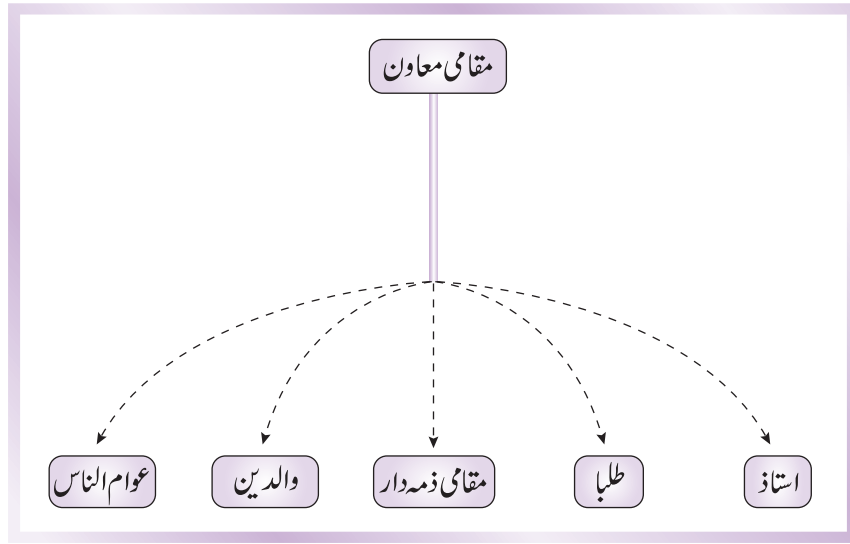 مقامی معاون
استاذ
طلبا
مقامی ذمہ دار
والدین
عوام الناس